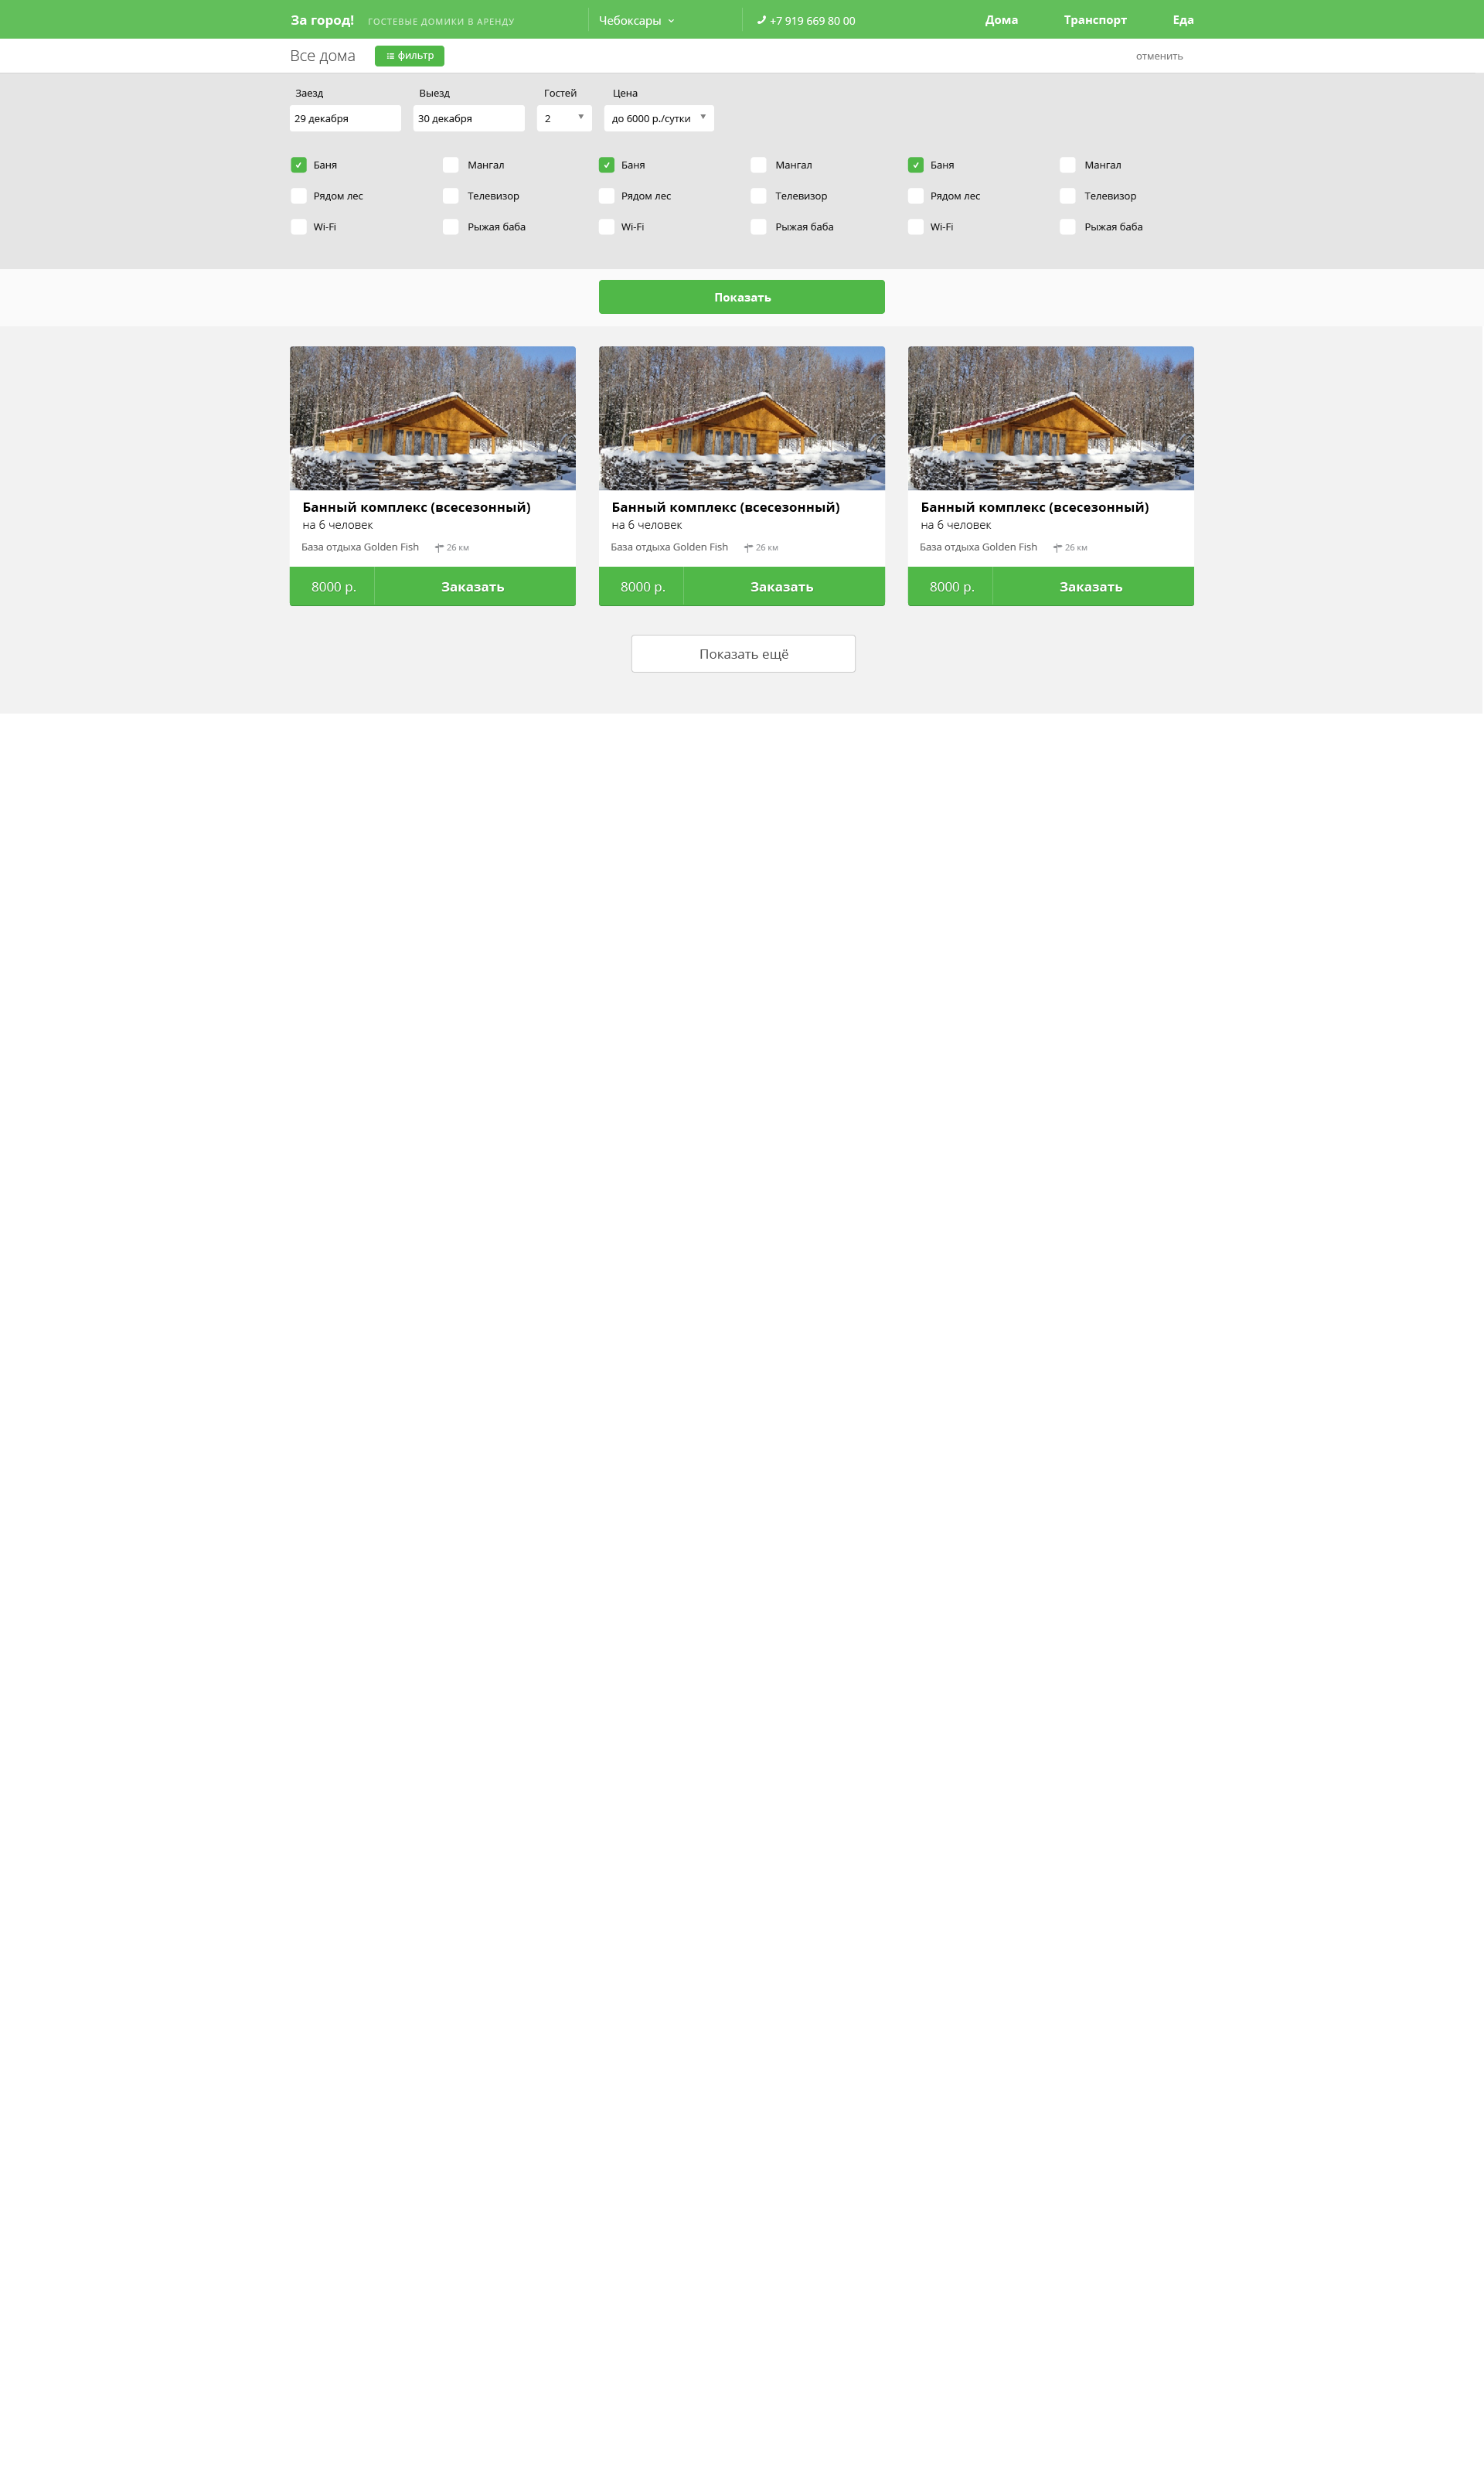 За город! ГОСТЕВЫЕ ДОМИКИ В АРЕНДУ Чебоксары +7 919 669 80 00 Дома Транспорт Еда
Все дома фильтр отменить
Заезд Выезд Гостей Цена
29 декабря 30 декабря 2 до 6000 р./сутки
Баня Мангал Баня Мангал Баня Мангал
Рядом лес Телевизор Рядом лес Телевизор Рядом лес Телевизор
Wi-Fi Рыжая баба Wi-Fi Рыжая баба Wi-Fi Рыжая баба
Показать
Банный комплекс (всесезонный) Банный комплекс (всесезонный) Банный комплекс (всесезонный)
на 6 человек на 6 человек на 6 человек
База отдыха Golden Fish 26 км База отдыха Golden Fish 26 км База отдыха Golden Fish 26 км
8000 р. Заказать 8000 р. Заказать 8000 р. Заказать
Показать ещё